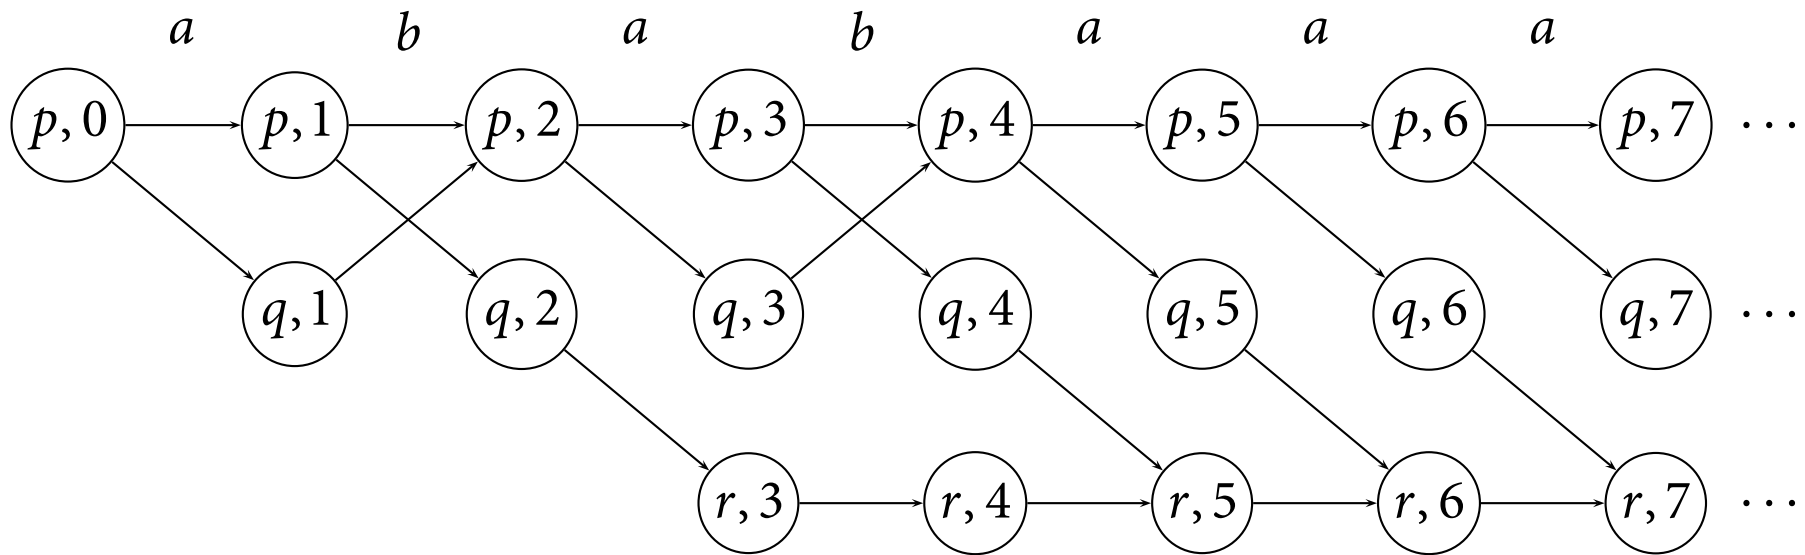 a b a b a a a
p, 0 p, 1 p, 2 p, 3 p, 4 p, 5 p, 6 p, 7 ...
q, 1 q, 2 q, 3 q, 4 q, 5 q, 6 q, 7 ...
r, 3 r, 4 r, 5 r, 6 r, 7 ...